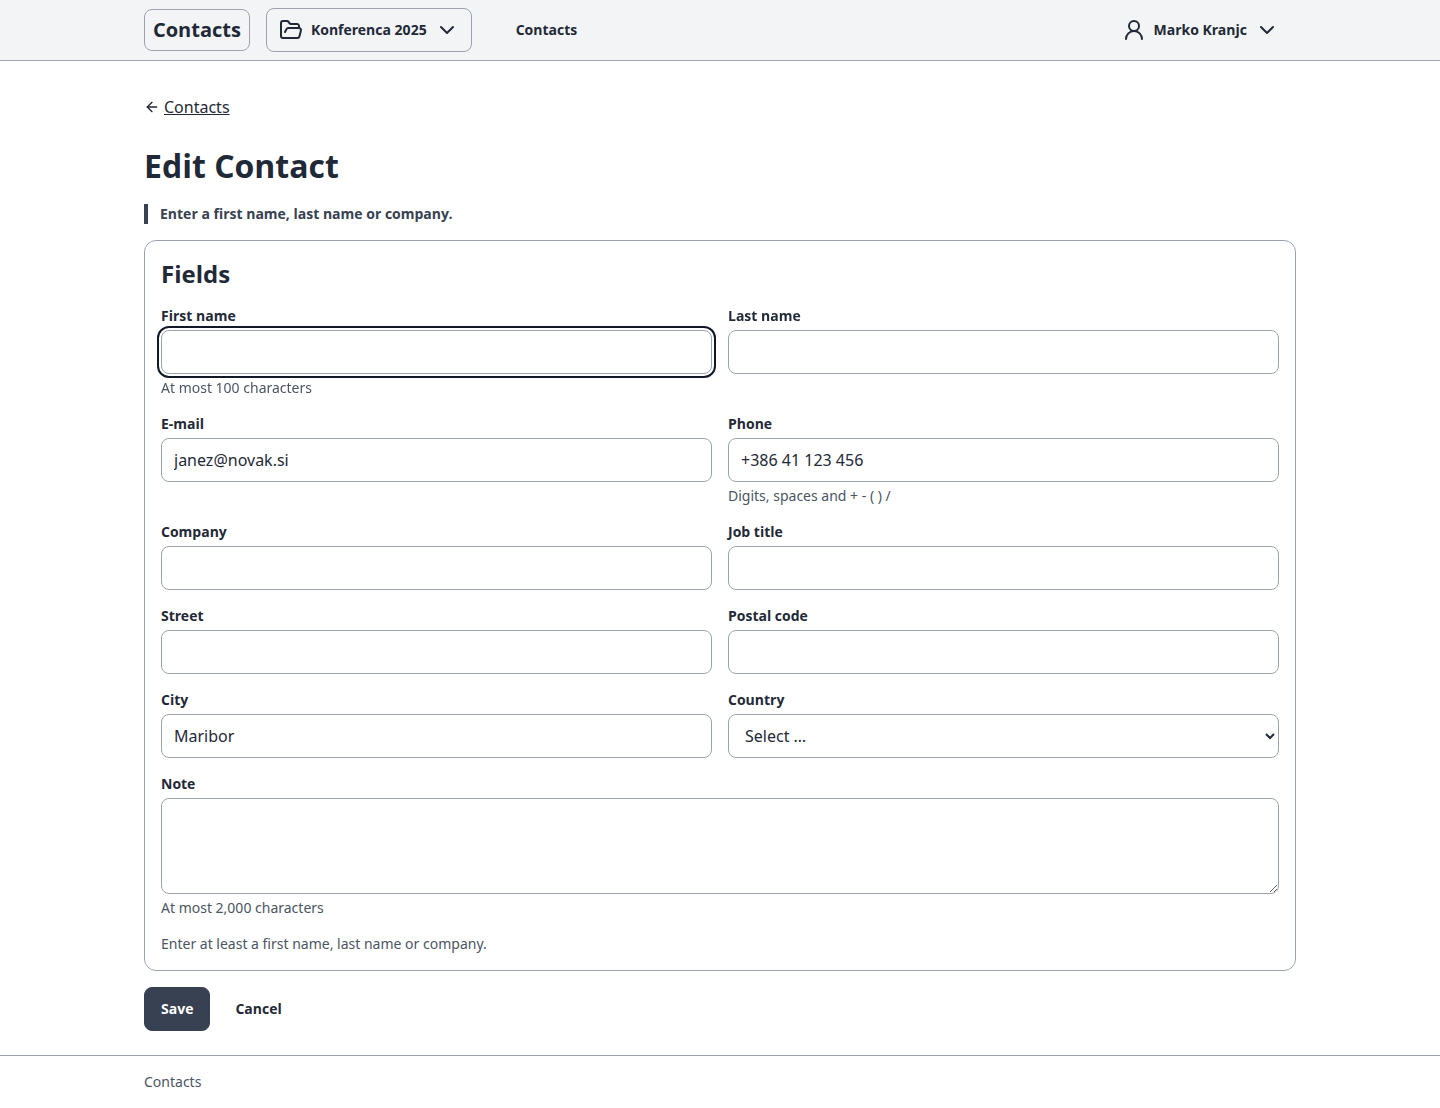 Contacts
Konferenca 2025
Contacts
Marko Kranjc
← Contacts
Edit Contact
Enter a first name, last name or company.
Fields
First name
Last name
At most 100 characters
E-mail
Phone
janez@novak.si
+386 41 123 456
Digits, spaces and + - ( ) /
Company
Job title
Street
Postal code
City
Country
Maribor
Select ...
Note
At most 2,000 characters
Enter at least a first name, last name or company.
Save
Cancel
Contacts